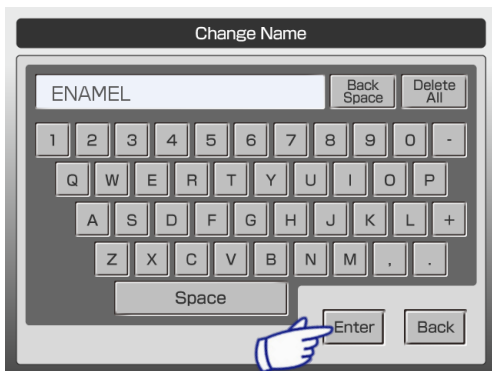 Change Name
ENAMEL
Back Space
Delete All
1 2 3 4 5 6 7 8 9 0 -
Q W E R T Y U I O P
A S D F G H J K L +
Z X C V B N M , .
Space
Enter Back